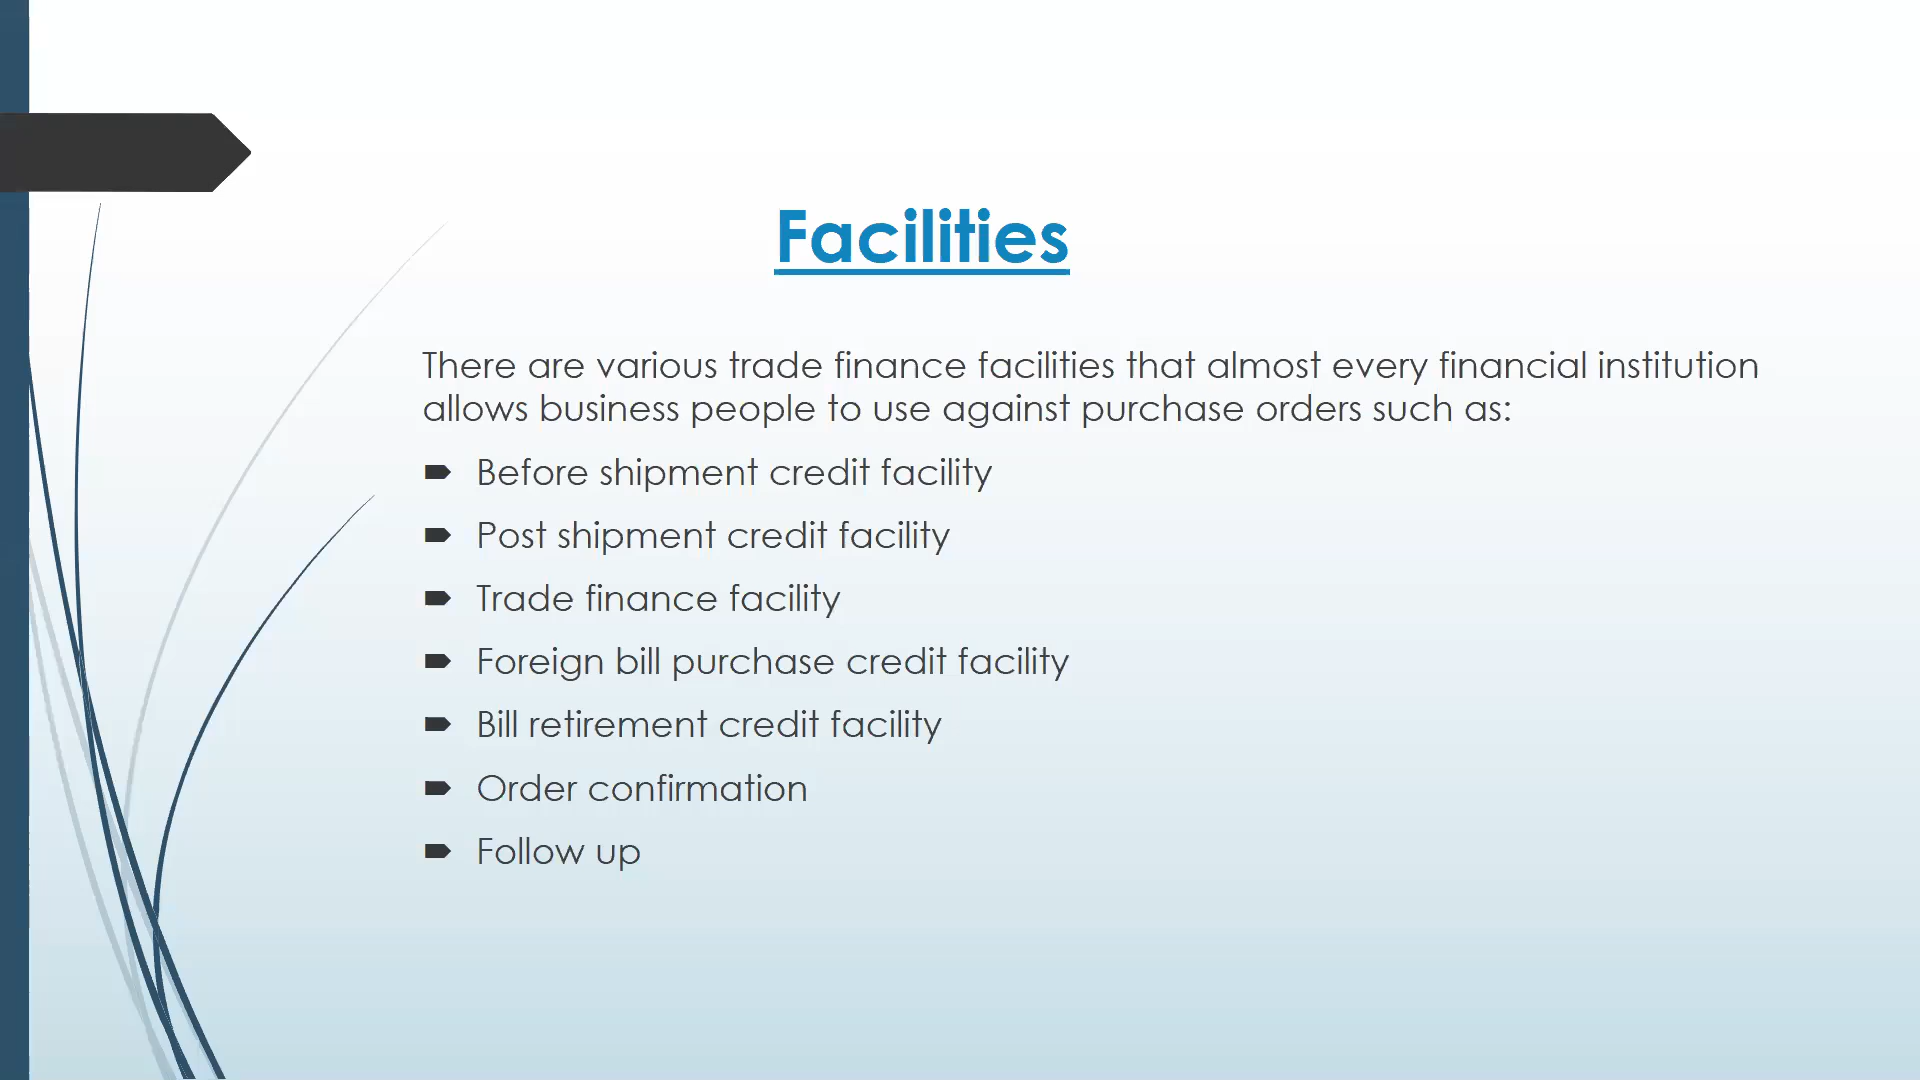 Facilities
There are various trade finance facilities that almost every financial institution
allows business people to use against purchase orders such as:
Before shipment credit facility
Post shipment credit facility
Trade finance facility
Foreign bill purchase credit facility
Bill retirement credit facility
Order confirmation
Follow up